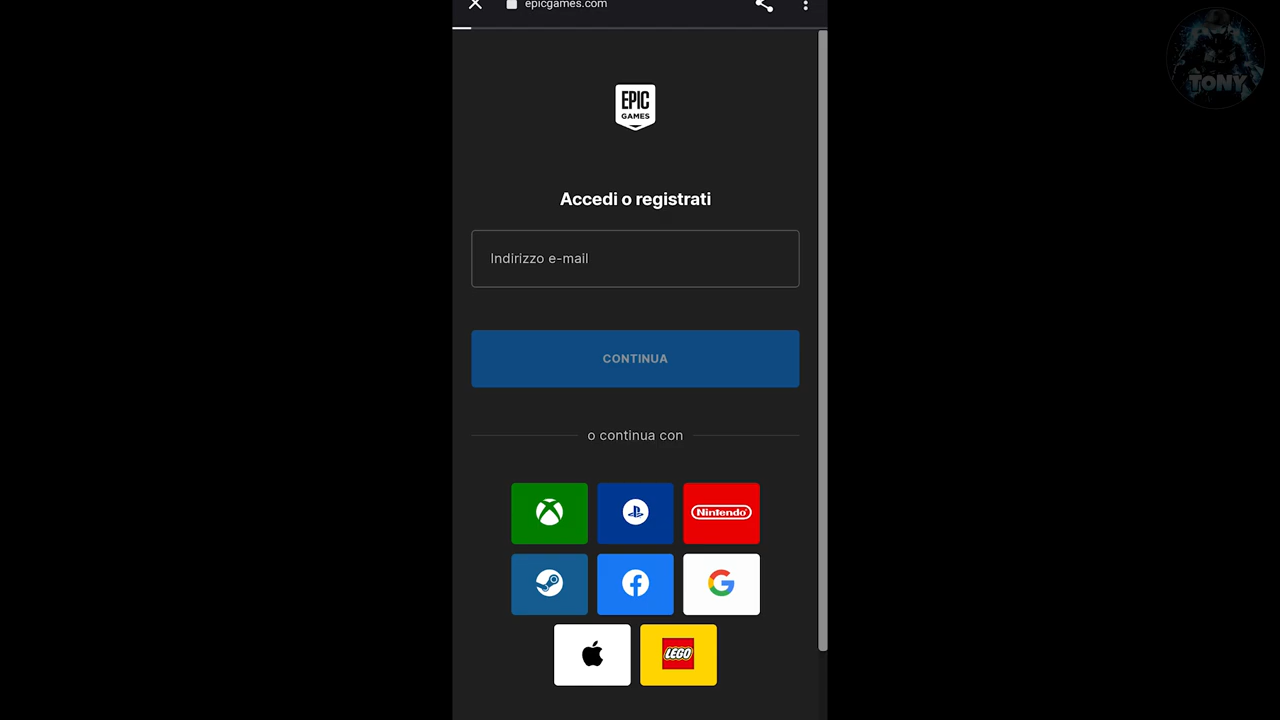 epicgames.com
TONY
EPIC
GAMES
Accedi o registrati
Indirizzo e-mail
CONTINUA
o continua con
Nintendo
LEGO